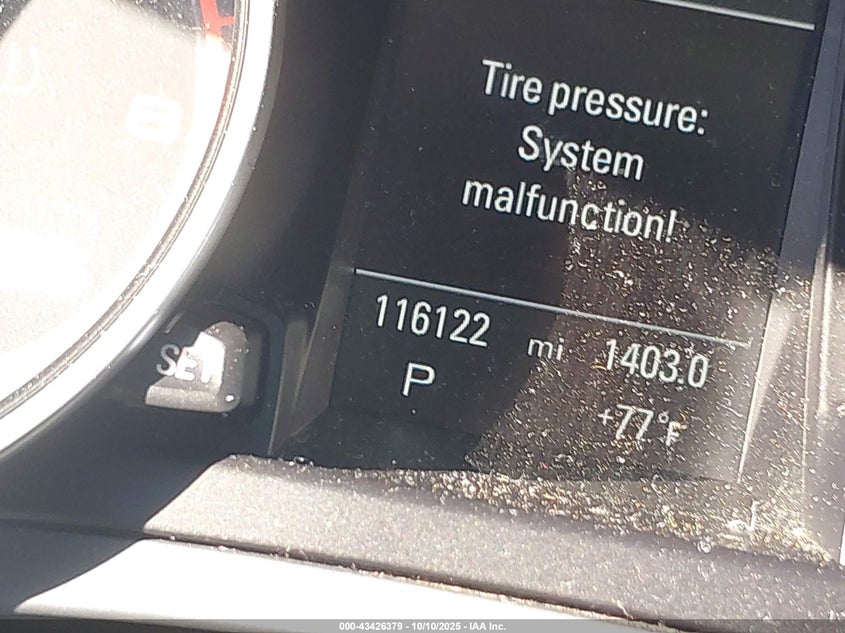 Tire pressure:
System
malfunction!
116122 mi 1403.0
P
+77°F
SET
000-43426379 - 10/10/2025 - IAA Inc.